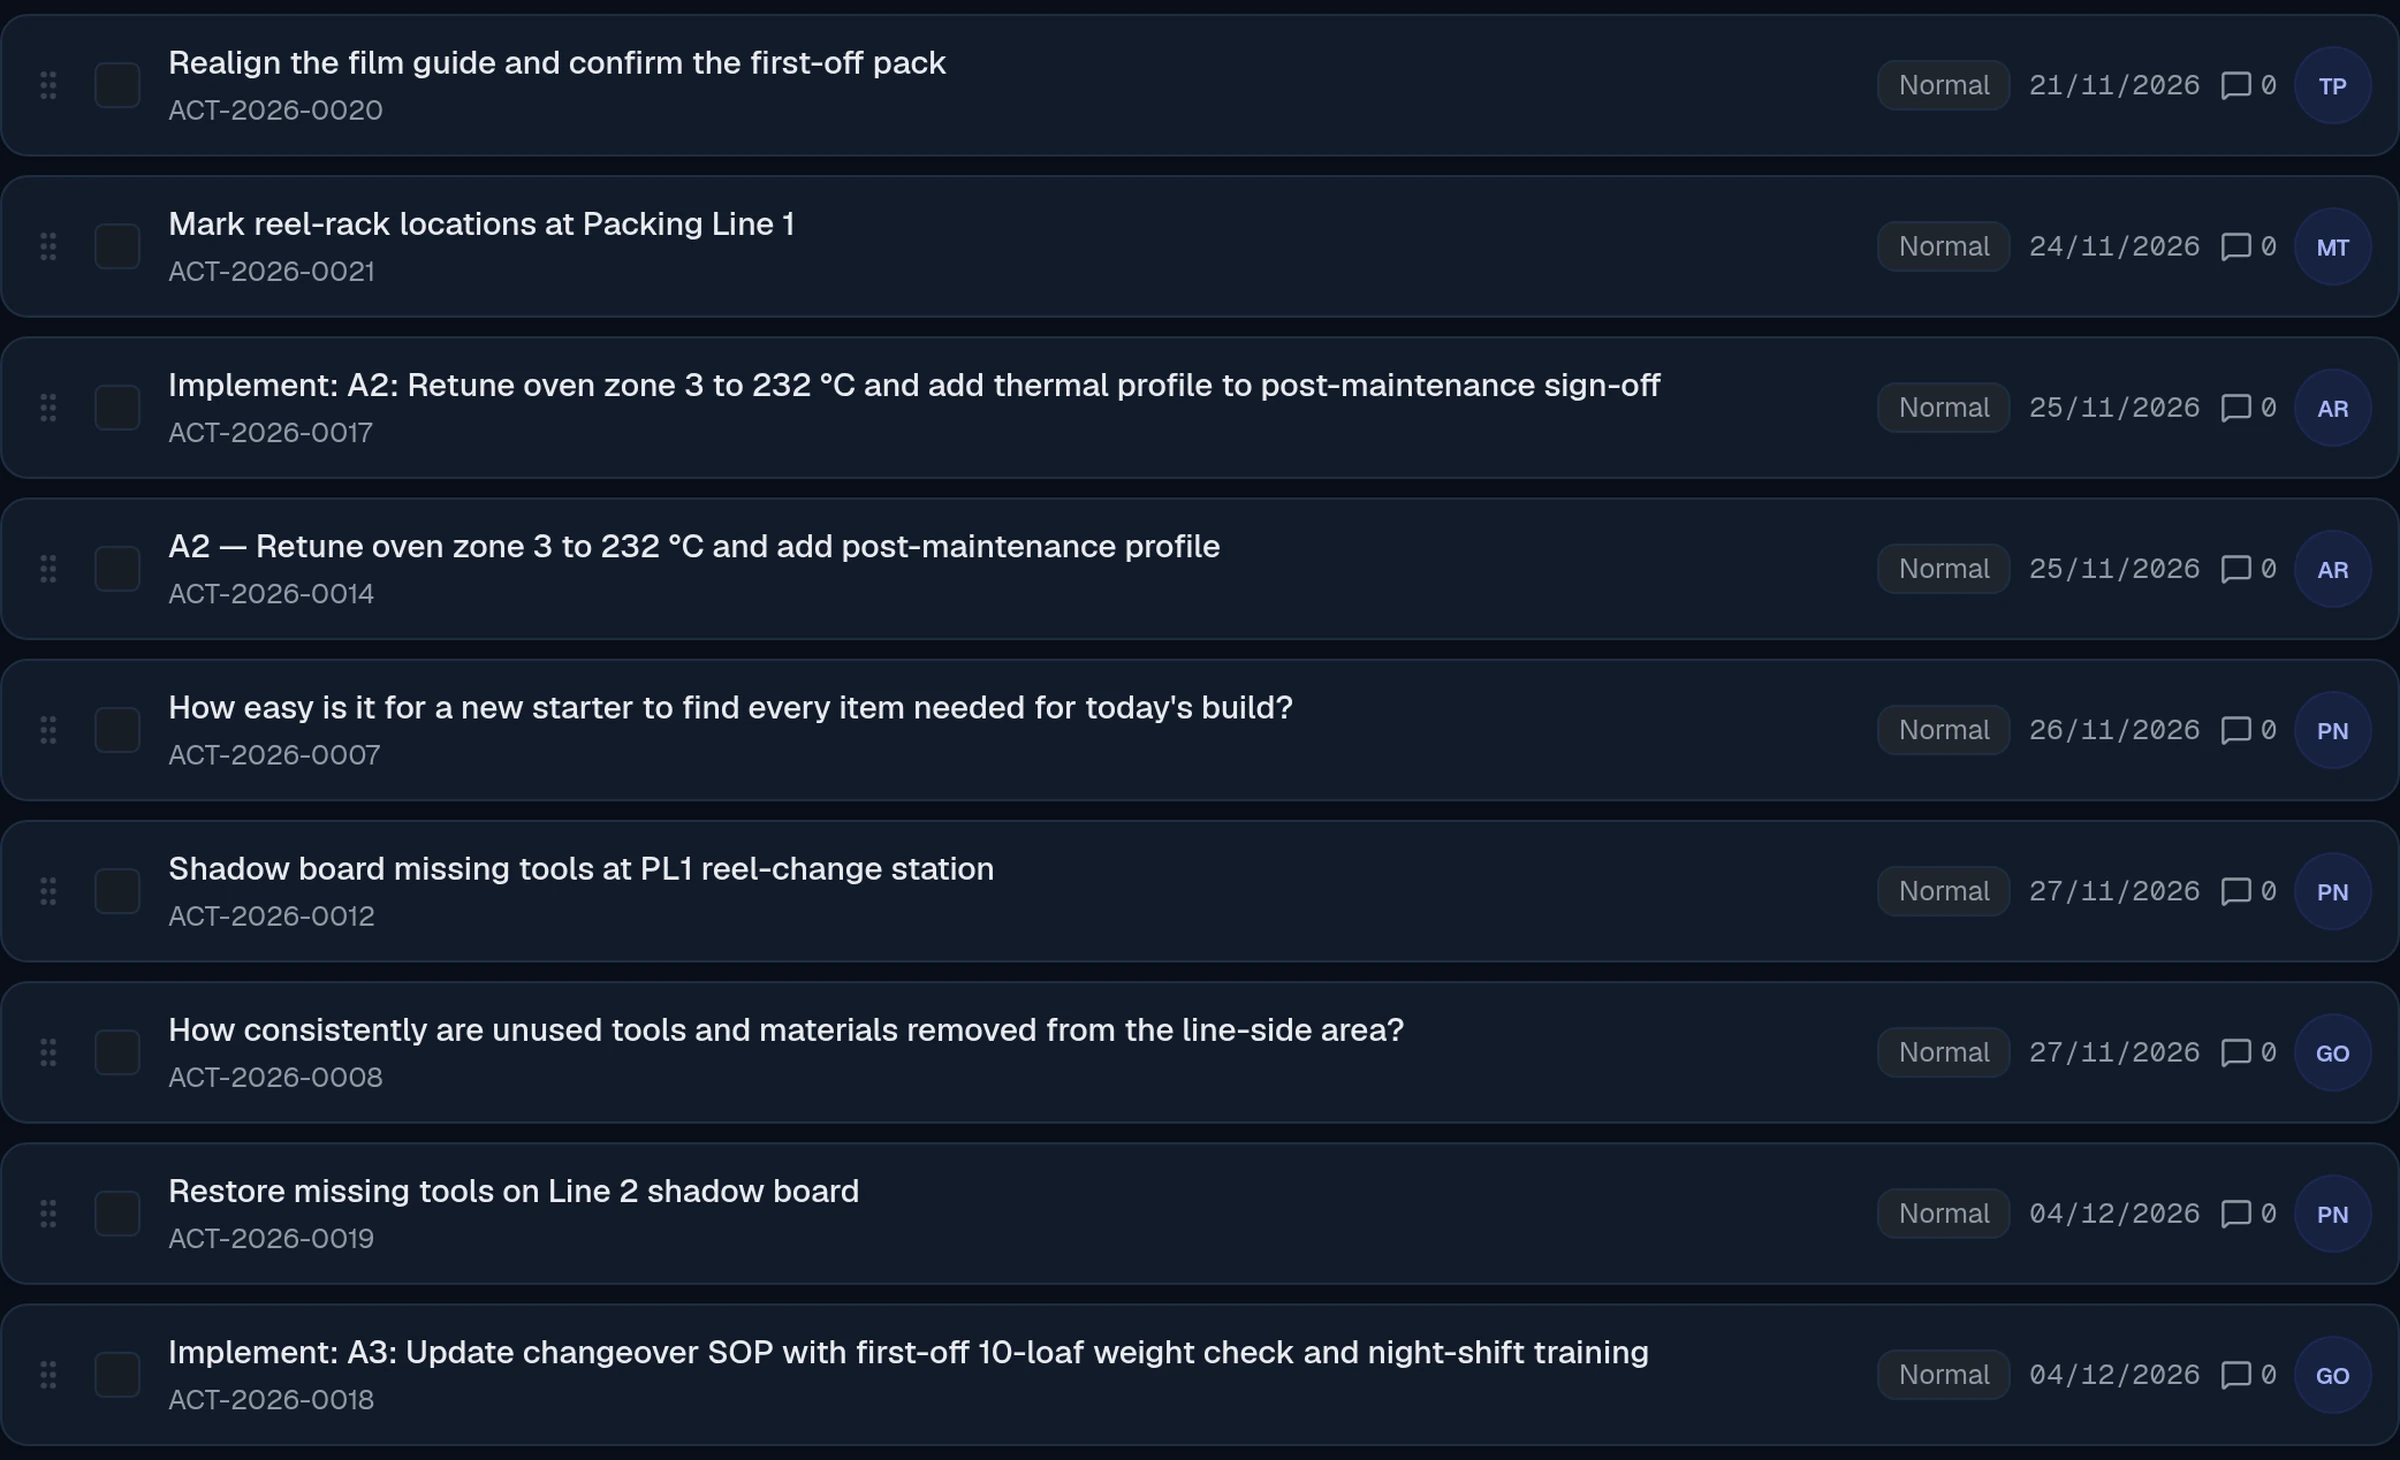 Realign the film guide and confirm the first-off pack
ACT-2026-0020
Normal 21/11/2026 0 TP
Mark reel-rack locations at Packing Line 1
ACT-2026-0021
Normal 24/11/2026 0 MT
Implement: A2: Retune oven zone 3 to 232 °C and add thermal profile to post-maintenance sign-off
ACT-2026-0017
Normal 25/11/2026 0 AR
A2 — Retune oven zone 3 to 232 °C and add post-maintenance profile
ACT-2026-0014
Normal 25/11/2026 0 AR
How easy is it for a new starter to find every item needed for today's build?
ACT-2026-0007
Normal 26/11/2026 0 PN
Shadow board missing tools at PL1 reel-change station
ACT-2026-0012
Normal 27/11/2026 0 PN
How consistently are unused tools and materials removed from the line-side area?
ACT-2026-0008
Normal 27/11/2026 0 GO
Restore missing tools on Line 2 shadow board
ACT-2026-0019
Normal 04/12/2026 0 PN
Implement: A3: Update changeover SOP with first-off 10-loaf weight check and night-shift training
ACT-2026-0018
Normal 04/12/2026 0 GO